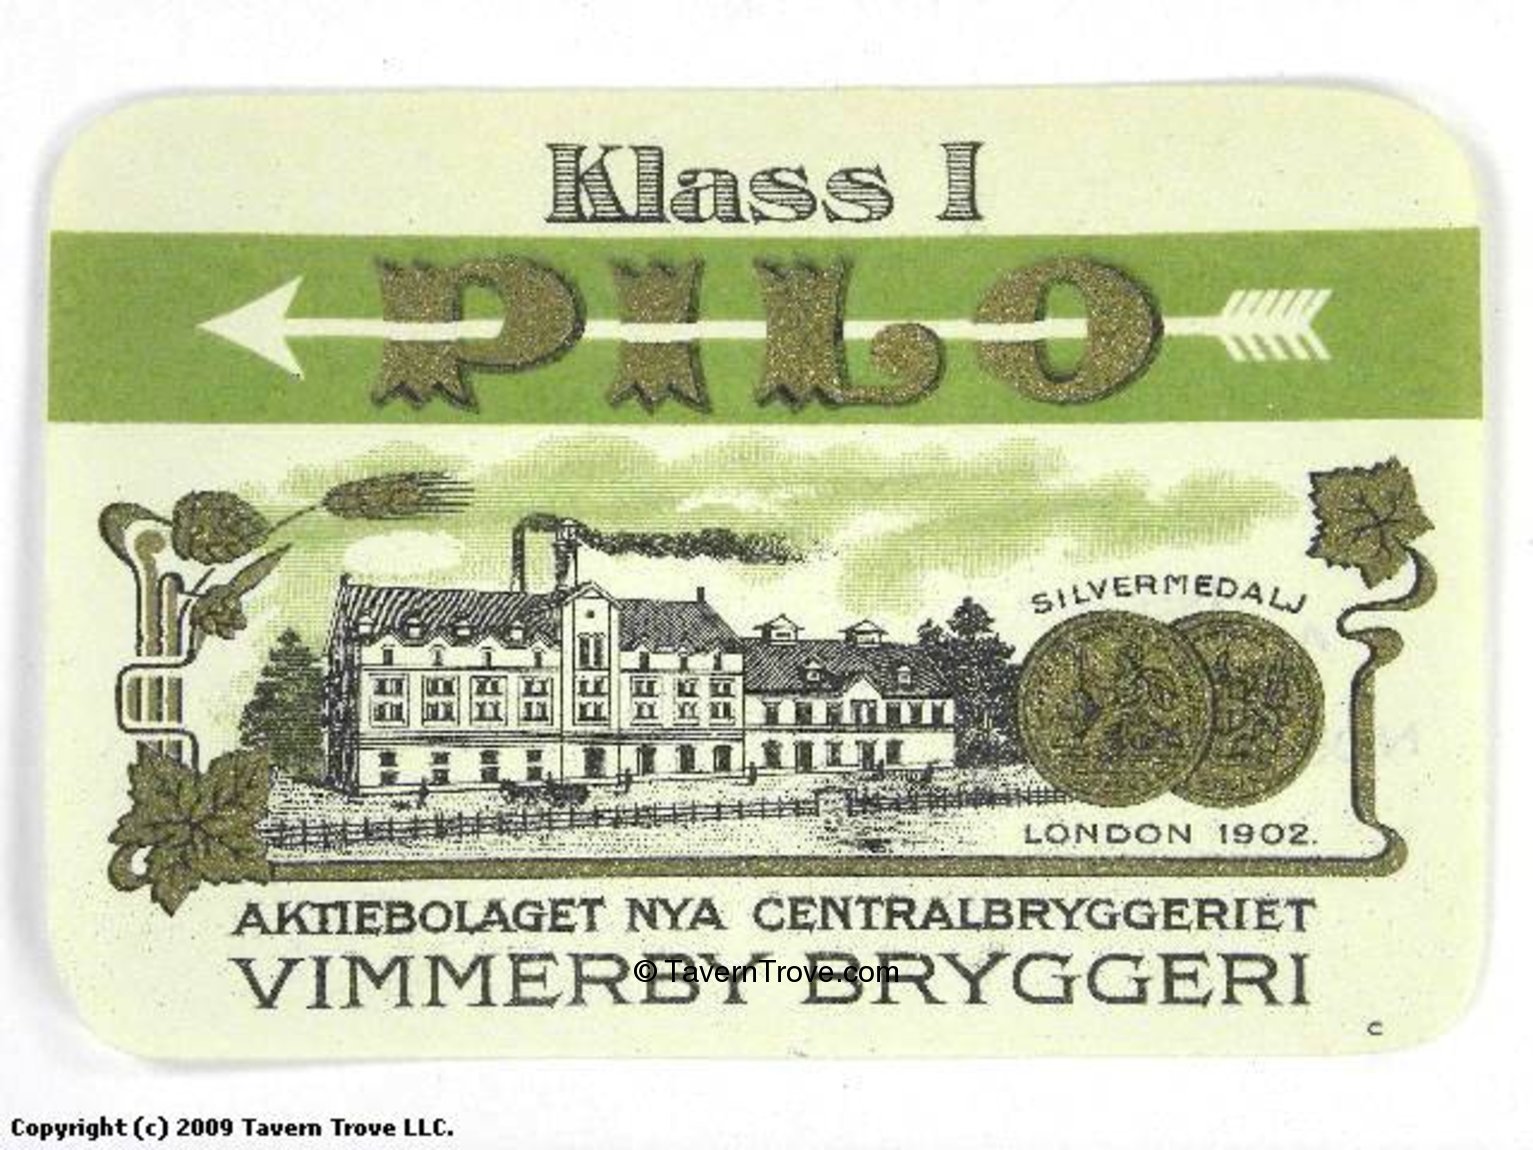 Klass I
PILO
SILVERMEDALJ
LONDON 1902.
AKTIEBOLAGET NYA CENTRALBRYGGERIET
VIMMERBY BRYGGERI
© TavernTrove.com
C
Copyright (c) 2009 Tavern Trove LLC.